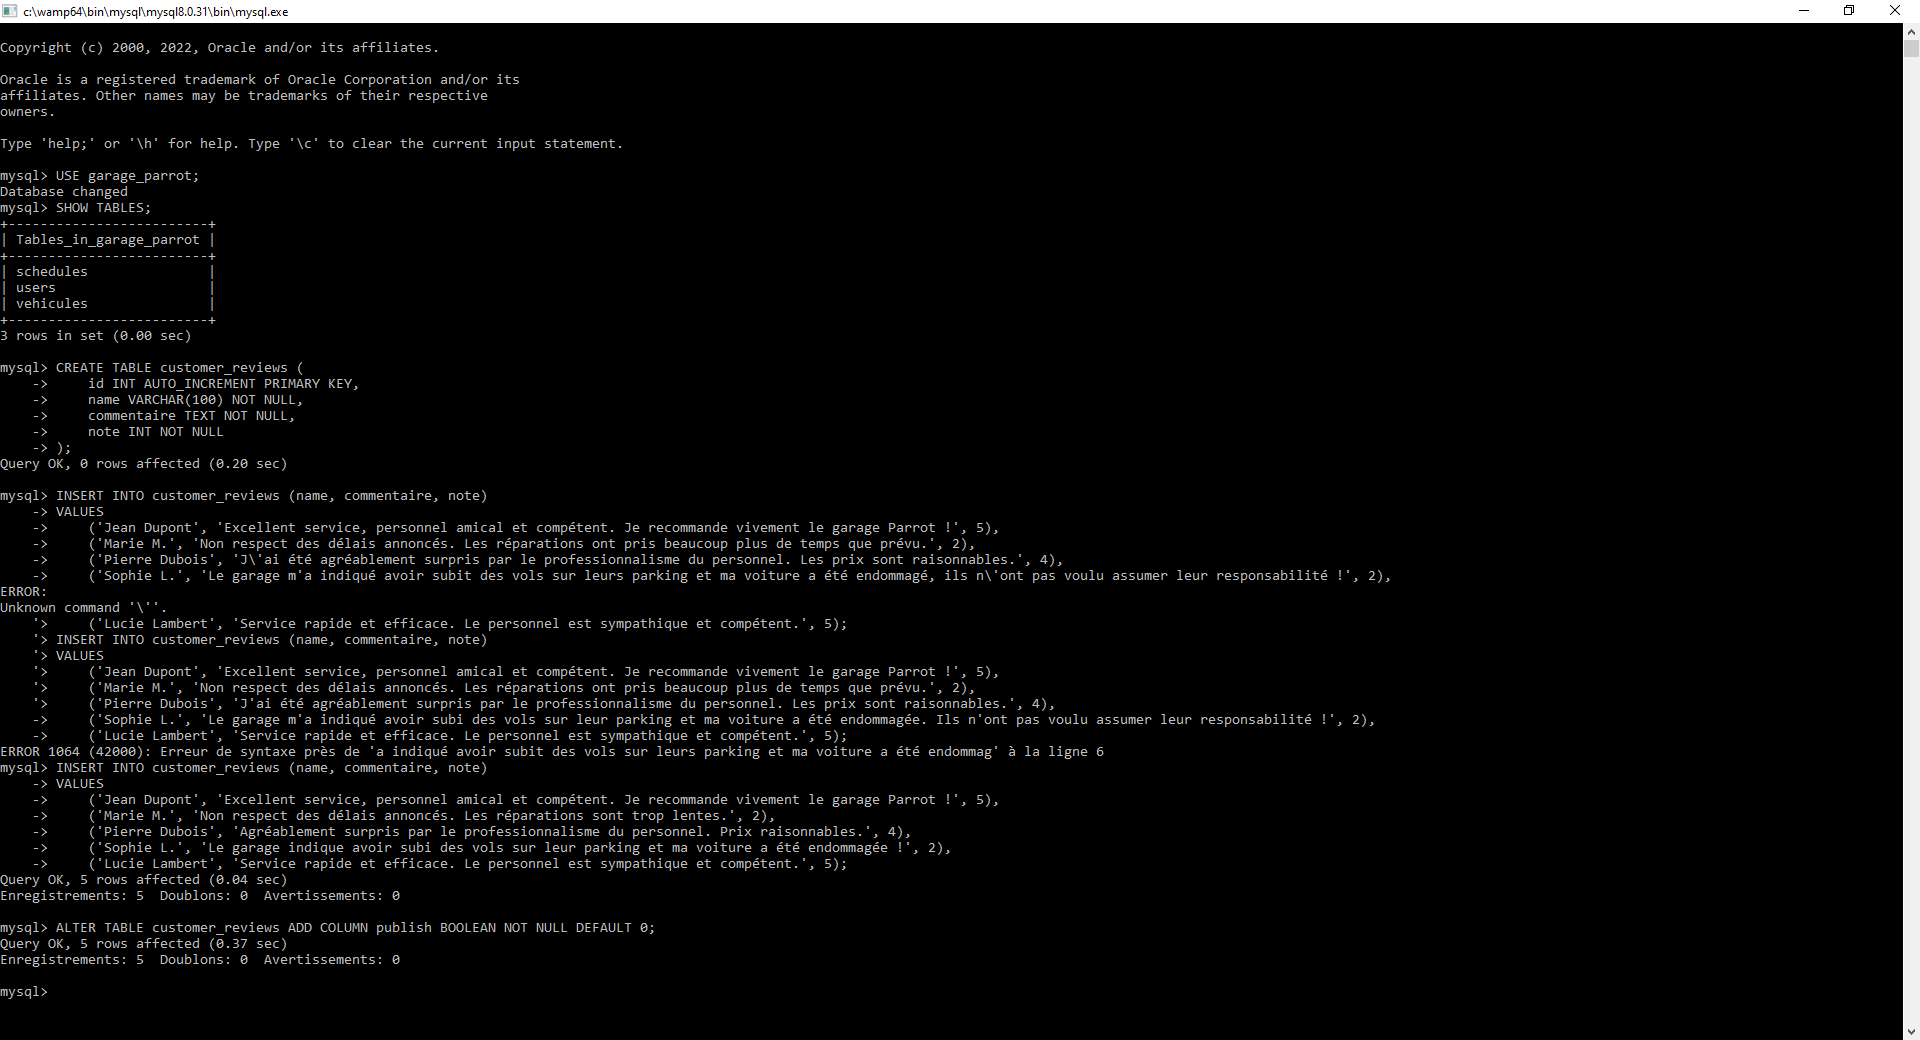 c:\wamp64\bin\mysql\mysql8.0.31\bin\mysql.exe
Copyright (c) 2000, 2022, Oracle and/or its affiliates.
Oracle is a registered trademark of Oracle Corporation and/or its
affiliates. Other names may be trademarks of their respective
owners.
Type 'help;' or '\h' for help. Type '\c' to clear the current input statement.
mysql> USE garage_parrot;
Database changed
mysql> SHOW TABLES;
+-------------------------+
| Tables_in_garage_parrot |
+-------------------------+
| schedules               |
| users                   |
| vehicules               |
+-------------------------+
3 rows in set (0.00 sec)
mysql> CREATE TABLE customer_reviews (
    ->     id INT AUTO_INCREMENT PRIMARY KEY,
    ->     name VARCHAR(100) NOT NULL,
    ->     commentaire TEXT NOT NULL,
    ->     note INT NOT NULL
    -> );
Query OK, 0 rows affected (0.20 sec)
mysql> INSERT INTO customer_reviews (name, commentaire, note)
    -> VALUES
    ->     ('Jean Dupont', 'Excellent service, personnel amical et compétent. Je recommande vivement le garage Parrot !', 5),
    ->     ('Marie M.', 'Non respect des délais annoncés. Les réparations ont pris beaucoup plus de temps que prévu.', 2),
    ->     ('Pierre Dubois', 'J\'ai été agréablement surpris par le professionnalisme du personnel. Les prix sont raisonnables.', 4),
    ->     ('Sophie L.', 'Le garage m'a indiqué avoir subit des vols sur leurs parking et ma voiture a été endommagé, ils n\'ont pas voulu assumer leur responsabilité !', 2),
ERROR:
Unknown command '\''.
    '>     ('Lucie Lambert', 'Service rapide et efficace. Le personnel est sympathique et compétent.', 5);
    '> INSERT INTO customer_reviews (name, commentaire, note)
    '> VALUES
    '>     ('Jean Dupont', 'Excellent service, personnel amical et compétent. Je recommande vivement le garage Parrot !', 5),
    '>     ('Marie M.', 'Non respect des délais annoncés. Les réparations ont pris beaucoup plus de temps que prévu.', 2),
    '>     ('Pierre Dubois', 'J'ai été agréablement surpris par le professionnalisme du personnel. Les prix sont raisonnables.', 4),
    ->     ('Sophie L.', 'Le garage m'a indiqué avoir subi des vols sur leur parking et ma voiture a été endommagée. Ils n'ont pas voulu assumer leur responsabilité !', 2),
    ->     ('Lucie Lambert', 'Service rapide et efficace. Le personnel est sympathique et compétent.', 5);
ERROR 1064 (42000): Erreur de syntaxe près de 'a indiqué avoir subit des vols sur leurs parking et ma voiture a été endommag' à la ligne 6
mysql> INSERT INTO customer_reviews (name, commentaire, note)
    -> VALUES
    ->     ('Jean Dupont', 'Excellent service, personnel amical et compétent. Je recommande vivement le garage Parrot !', 5),
    ->     ('Marie M.', 'Non respect des délais annoncés. Les réparations sont trop lentes.', 2),
    ->     ('Pierre Dubois', 'Agréablement surpris par le professionnalisme du personnel. Prix raisonnables.', 4),
    ->     ('Sophie L.', 'Le garage indique avoir subi des vols sur leur parking et ma voiture a été endommagée !', 2),
    ->     ('Lucie Lambert', 'Service rapide et efficace. Le personnel est sympathique et compétent.', 5);
Query OK, 5 rows affected (0.04 sec)
Enregistrements: 5  Doublons: 0  Avertissements: 0
mysql> ALTER TABLE customer_reviews ADD COLUMN publish BOOLEAN NOT NULL DEFAULT 0;
Query OK, 5 rows affected (0.37 sec)
Enregistrements: 5  Doublons: 0  Avertissements: 0
mysql>